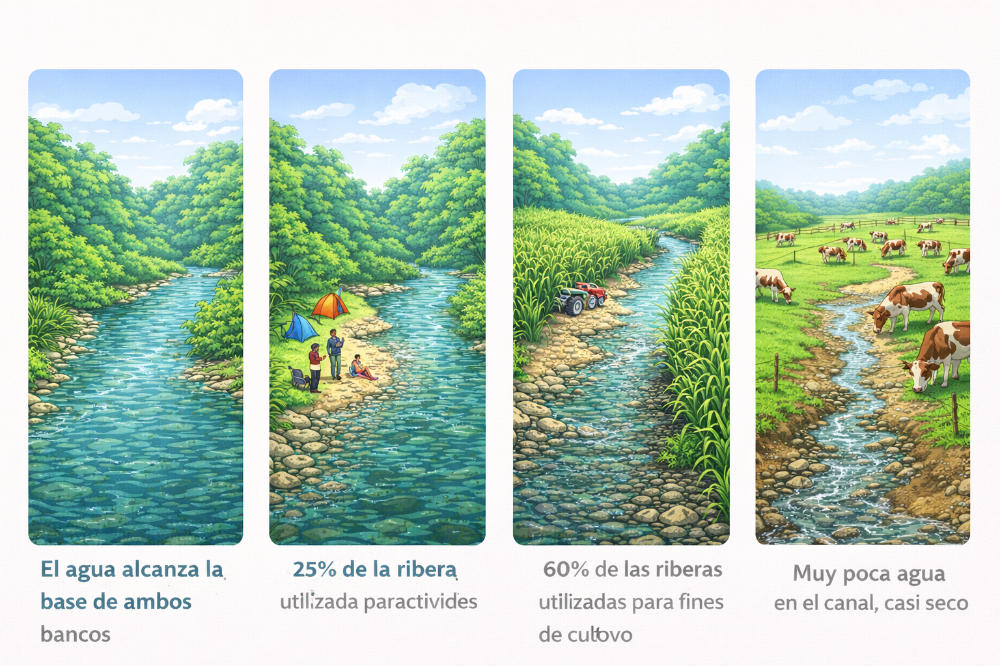 El agua alcanza la
base de ambos
bancos
25% de la ribera
utilizada paractivides
60% de las riberas
utilizadas para fines
de cultovo
Muy poca agua
en el canal, casi seco